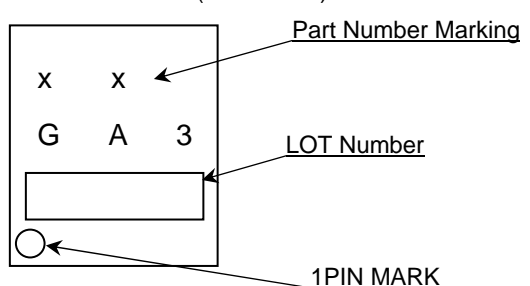 Part Number Marking
x x
G A 3
LOT Number
1PIN MARK